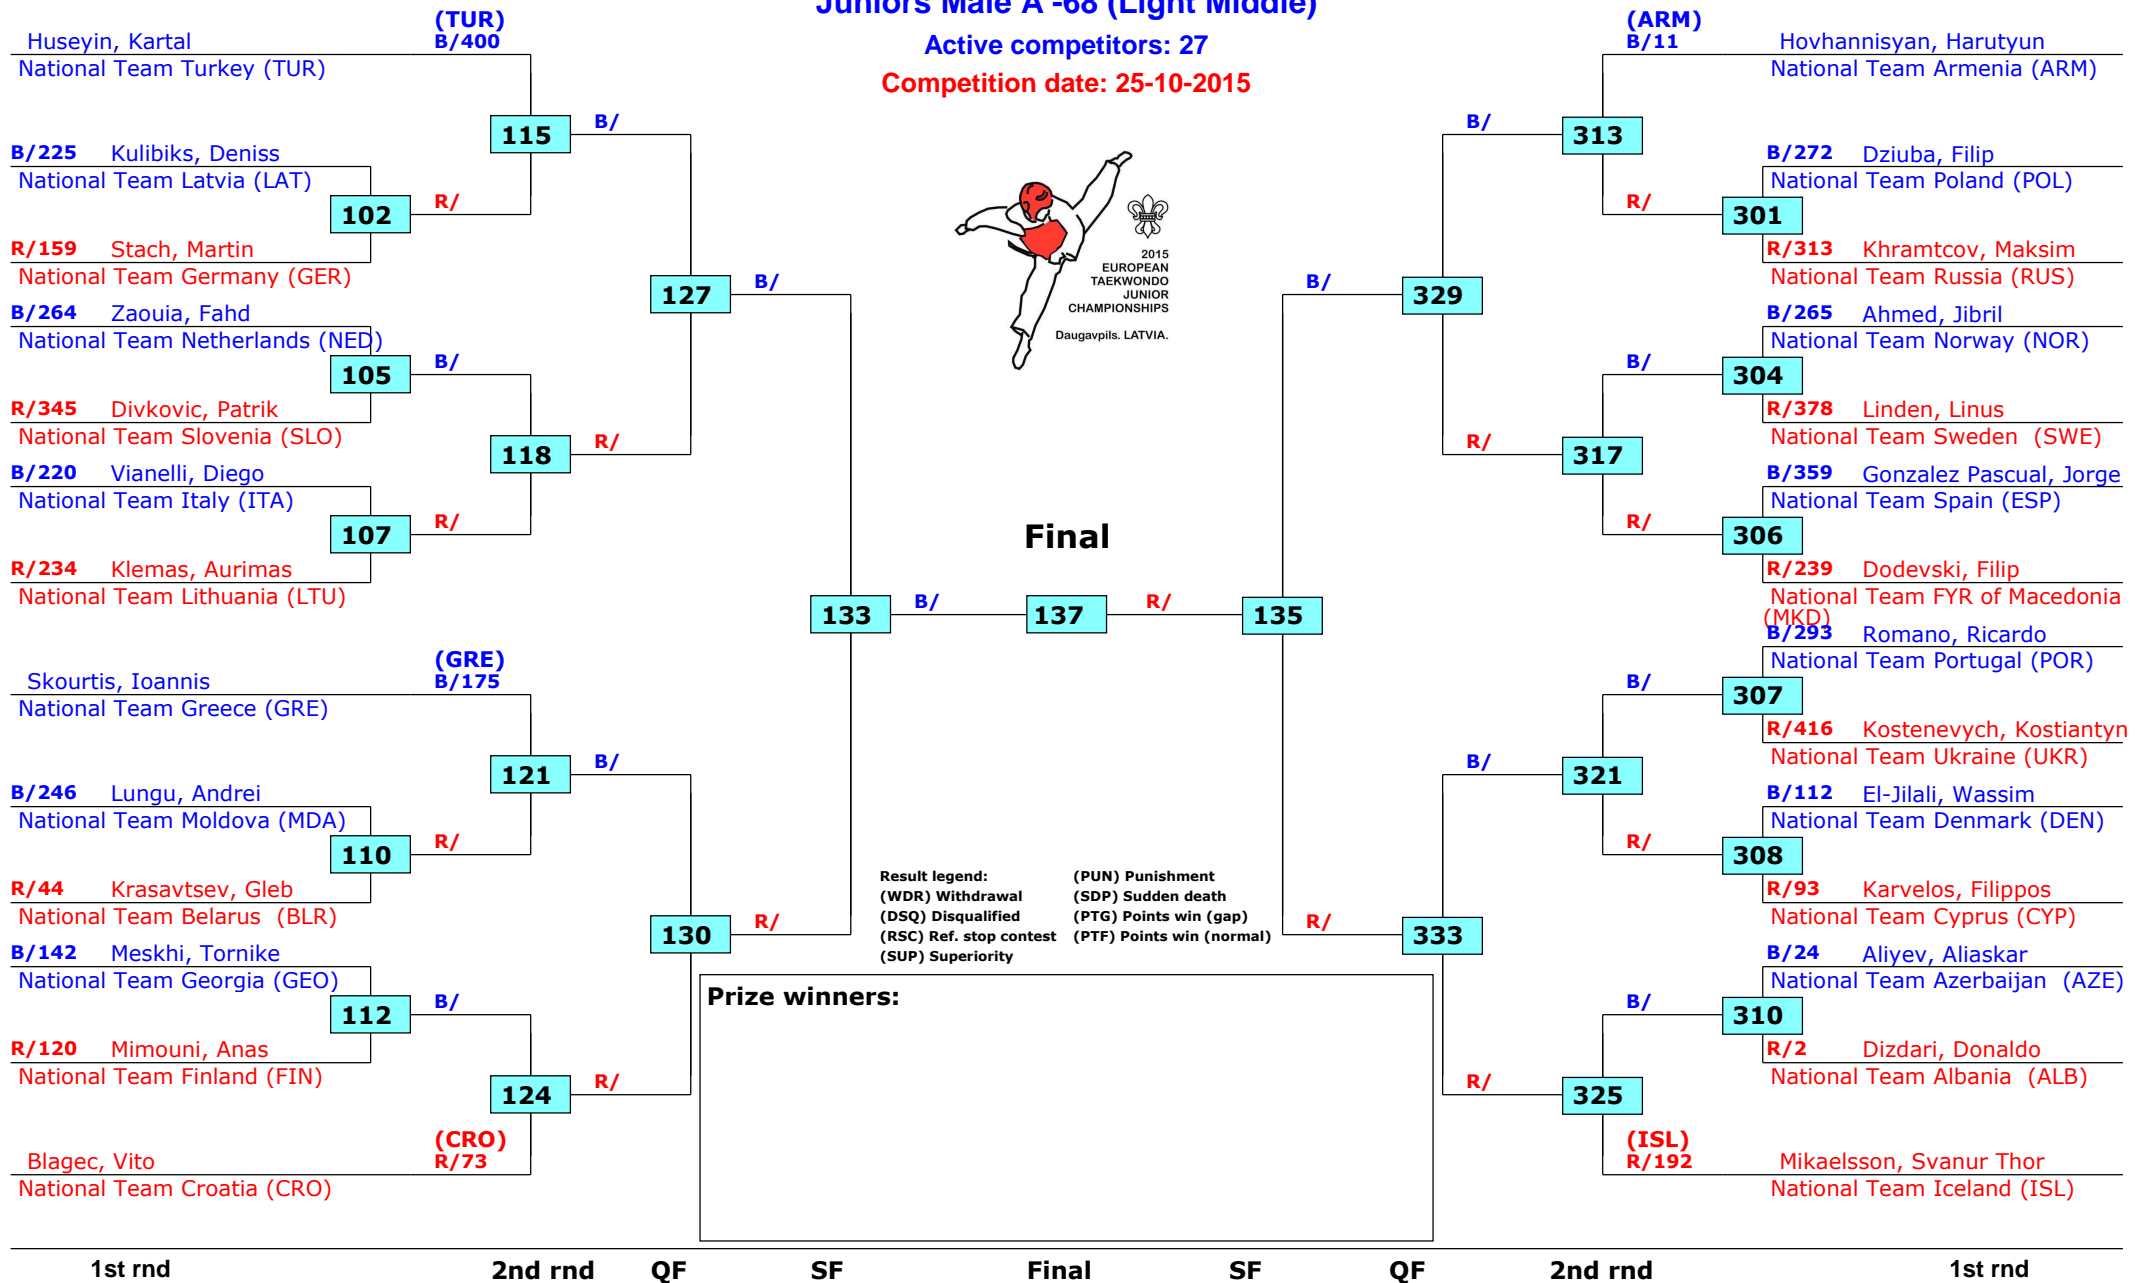 Juniors Male A -68 (Light Middle)
Active competitors: 27
Competition date: 25-10-2015
(TUR)
Huseyin, Kartal B/400
National Team Turkey (TUR)
115 B/
B/225 Kulibiks, Deniss
National Team Latvia (LAT)
102 R/
R/159 Stach, Martin
National Team Germany (GER)
127 B/
B/264 Zaouia, Fahd
National Team Netherlands (NED)
105 B/
R/345 Divkovic, Patrik
National Team Slovenia (SLO)
118 R/
B/220 Vianelli, Diego
National Team Italy (ITA)
107 R/
R/234 Klemas, Aurimas
National Team Lithuania (LTU)
133 B/
(GRE)
Skourtis, Ioannis B/175
National Team Greece (GRE)
121 B/
B/246 Lungu, Andrei
National Team Moldova (MDA)
110 R/
R/44 Krasavtsev, Gleb
National Team Belarus (BLR)
130 R/
B/142 Meskhi, Tornike
National Team Georgia (GEO)
112 B/
R/120 Mimouni, Anas
National Team Finland (FIN)
124 R/
(CRO)
Blagec, Vito R/73
National Team Croatia (CRO)
2015
EUROPEAN
TAEKWONDO
JUNIOR
CHAMPIONSHIPS
Daugavpils. LATVIA.
Final
137
R/ 135
Result legend: (PUN) Punishment
(WDR) Withdrawal (SDP) Sudden death
(DSQ) Disqualified (PTG) Points win (gap)
(RSC) Ref. stop contest (PTF) Points win (normal)
(SUP) Superiority
Prize winners:
(ARM)
B/11 Hovhannisyan, Harutyun
National Team Armenia (ARM)
B/ 313
B/272 Dziuba, Filip
National Team Poland (POL)
R/ 301
R/313 Khramtcov, Maksim
National Team Russia (RUS)
B/ 329
B/265 Ahmed, Jibril
National Team Norway (NOR)
B/ 304
R/378 Linden, Linus
National Team Sweden (SWE)
R/ 317
B/359 Gonzalez Pascual, Jorge
National Team Spain (ESP)
R/ 306
R/239 Dodevski, Filip
National Team FYR of Macedonia
(MKD)
B/293 Romano, Ricardo
National Team Portugal (POR)
B/ 307
R/416 Kostenevych, Kostiantyn
National Team Ukraine (UKR)
B/ 321
B/112 El-Jilali, Wassim
National Team Denmark (DEN)
R/ 308
R/93 Karvelos, Filippos
National Team Cyprus (CYP)
R/ 333
B/24 Aliyev, Aliaskar
National Team Azerbaijan (AZE)
B/ 310
R/2 Dizdari, Donaldo
National Team Albania (ALB)
R/ 325
(ISL)
R/192 Mikaelsson, Svanur Thor
National Team Iceland (ISL)
1st rnd 2nd rnd QF SF Final SF QF 2nd rnd 1st rnd